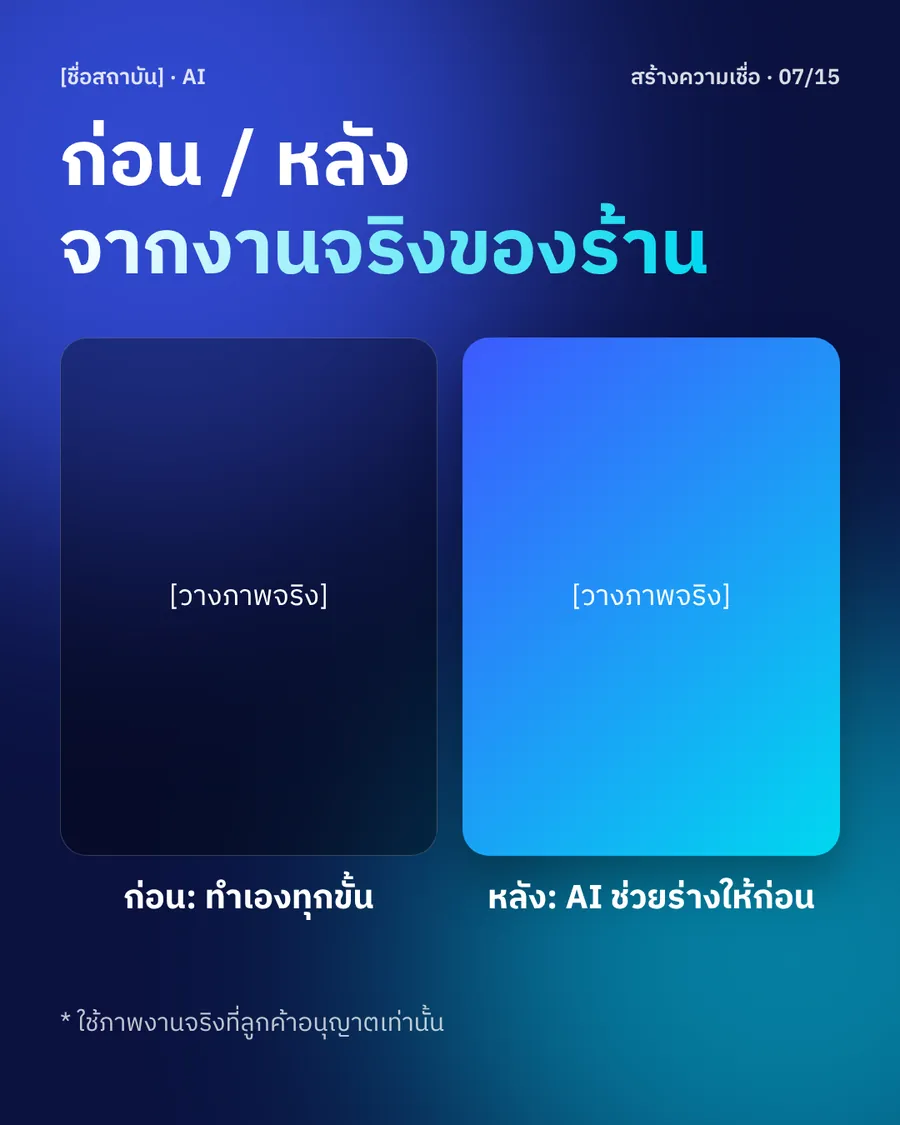 [ชื่อสถาบัน] · AI
สร้างความเชื่อ · 07/15
ก่อน / หลัง
จากงานจริงของร้าน
[วางภาพจริง]
[วางภาพจริง]
ก่อน: ทำเองทุกขั้น
หลัง: AI ช่วยร่างให้ก่อน
* ใช้ภาพงานจริงที่ลูกค้าอนุญาตเท่านั้น